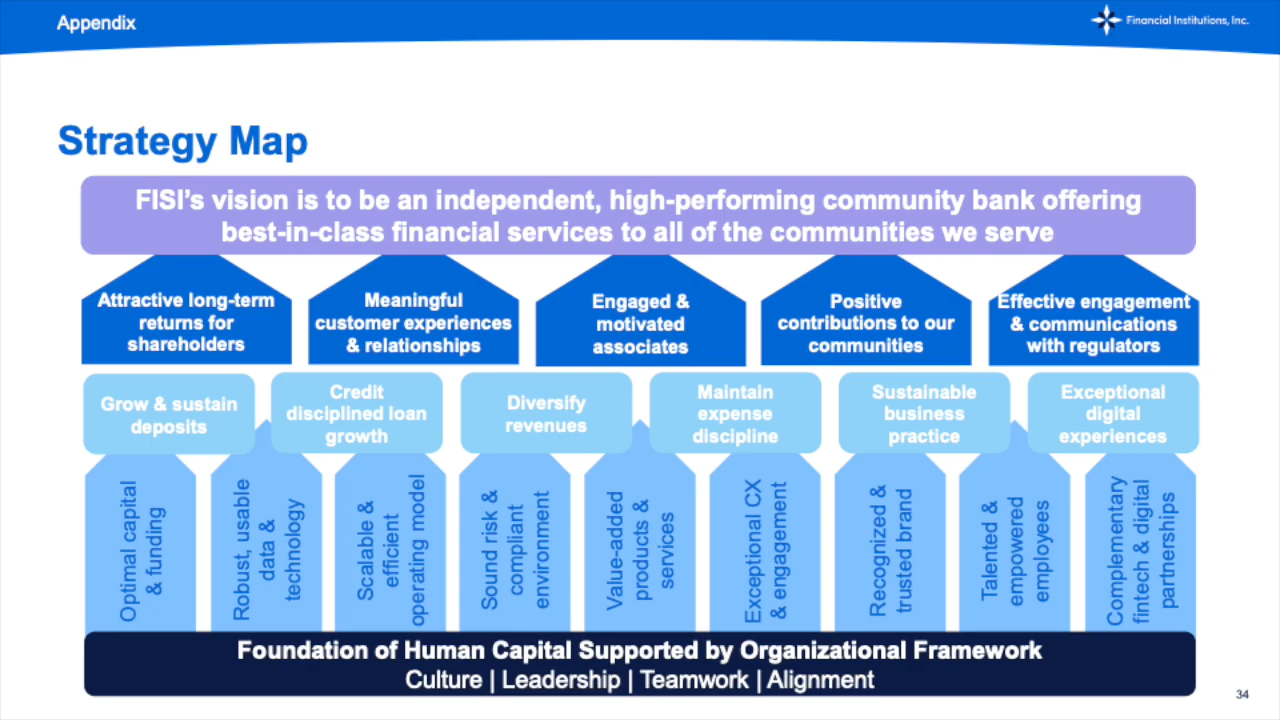 Appendix
Financial Institutions, Inc.
Strategy Map
FISI's vision is to be an independent, high-performing community bank offering
best-in-class financial services to all of the communities we serve
Attractive long-term
returns for
shareholders
Meaningful
customer experiences
& relationships
Engaged &
motivated
associates
Positive
contributions to our
communities
Effective engagement
& communications
with regulators
Grow & sustain
deposits
Credit
disciplined loan
growth
Diversify
revenues
Maintain
expense
discipline
Sustainable
business
practice
Exceptional
digital
experiences
Optimal capital
& funding
Robust, usable
data &
technology
Scalable &
efficient
operating model
Sound risk &
compliant
environment
Value-added
products &
services
Exceptional CX
& engagement
Recognized &
trusted brand
Talented &
empowered
employees
Complementary
fintech & digital
partnerships
Foundation of Human Capital Supported by Organizational Framework
Culture | Leadership | Teamwork | Alignment
34